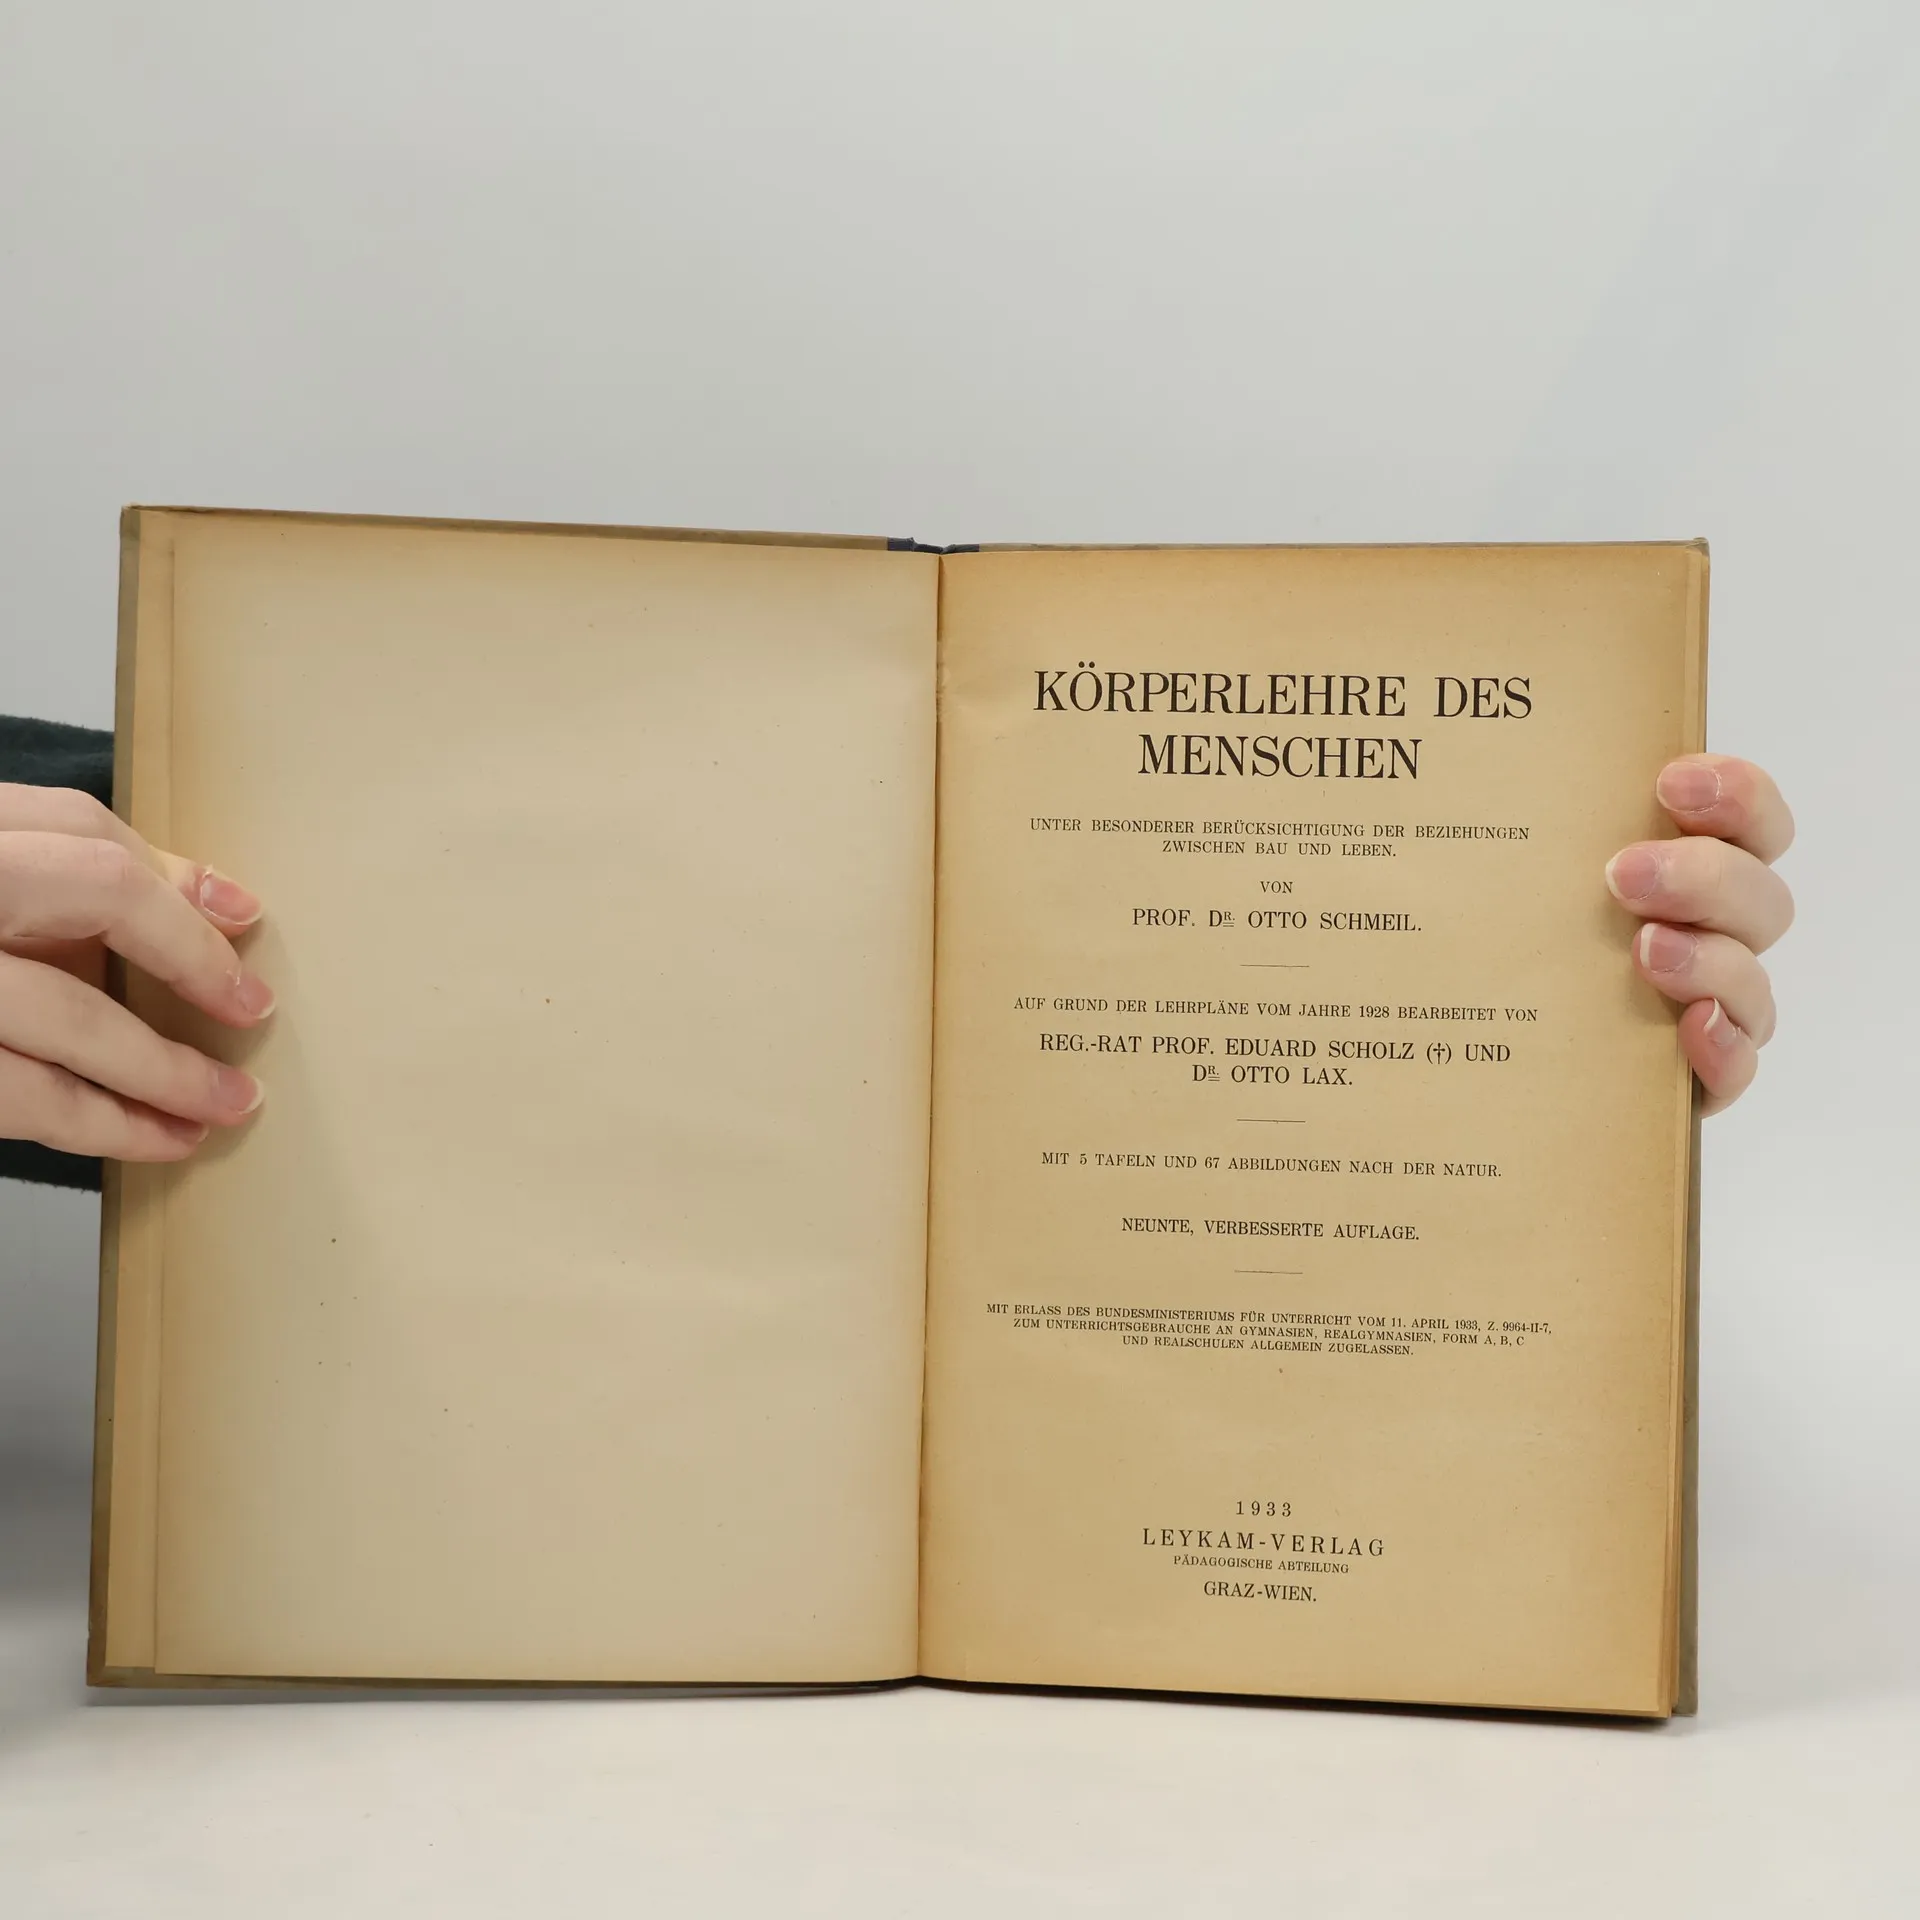 KÖRPERLEHRE DES
MENSCHEN
UNTER BESONDERER BERÜCKSICHTIGUNG DER BEZIEHUNGEN
ZWISCHEN BAU UND LEBEN.
VON
PROF. DR. OTTO SCHMEIL.
AUF GRUND DER LEHRPLÄNE VOM JAHRE 1928 BEARBEITET VON
REG.-RAT PROF. EDUARD SCHOLZ (†) UND
DR. OTTO LAX.
MIT 5 TAFELN UND 67 ABBILDUNGEN NACH DER NATUR.
NEUNTE, VERBESSERTE AUFLAGE.
MIT ERLASS DES BUNDESMINISTERIUMS FÜR UNTERRICHT VOM 11. APRIL 1933, Z. 9964-II-7,
ZUM UNTERRICHTSGEBRAUCHE AN GYMNASIEN, REALGYMNASIEN, FORM A, B, C
UND REALSCHULEN ALLGEMEIN ZUGELASSEN.
1933
LEYKAM-VERLAG
PÄDAGOGISCHE ABTEILUNG
GRAZ-WIEN.